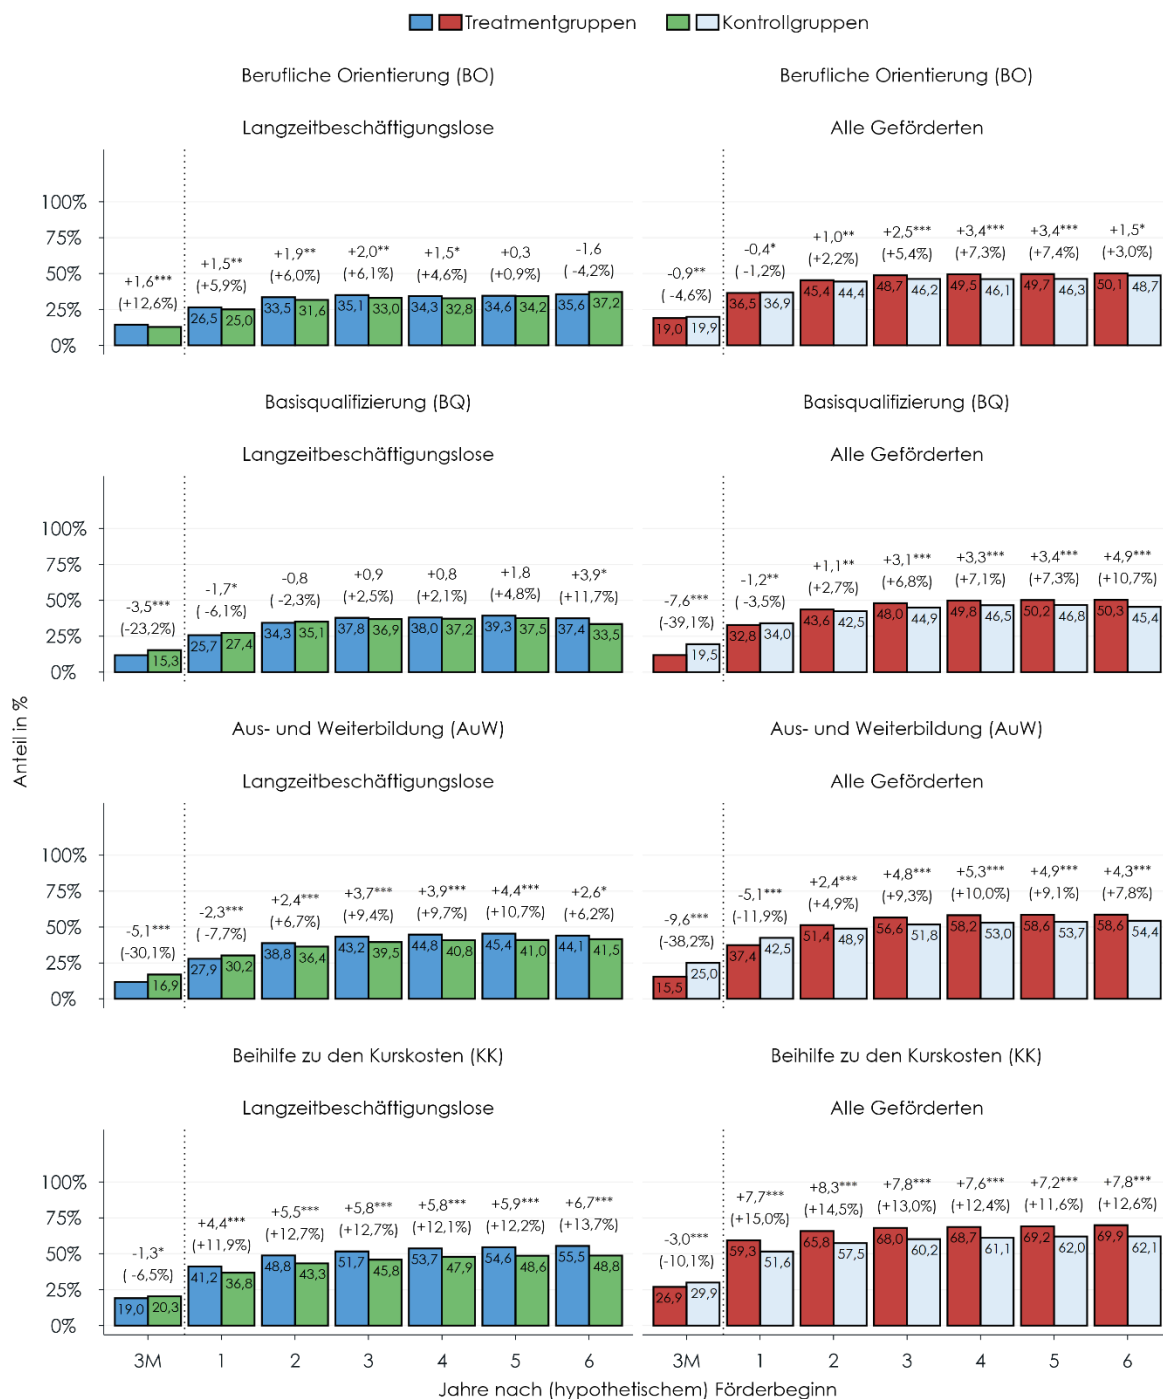 Treatmentgruppen Kontrollgruppen
Berufliche Orientierung (BO) Berufliche Orientierung (BO)
Langzeitbeschäftigungslose Alle Geförderten
100%
75%
50%
25%
0%
+1,6*** +1,5** +1,9** +2,0** +1,5* +0,3 -1,6
(+12,6%) (+5,9%) (+6,0%) (+6,1%) (+4,6%) (+0,9%) (-4,2%)
26,5 25,0 33,5 31,6 35,1 33,0 34,3 32,8 34,6 34,2 35,6 37,2
-0,9** -0,4* +1,0** +2,5*** +3,4*** +3,4*** +1,5*
( -4,6%) ( -1,2%) (+2,2%) (+5,4%) (+7,3%) (+7,4%) (+3,0%)
19,0 19,9 36,5 36,9 45,4 44,4 48,7 46,2 49,5 46,1 49,7 46,3 50,1 48,7
Basisqualifizierung (BQ) Basisqualifizierung (BQ)
Langzeitbeschäftigungslose Alle Geförderten
100%
75%
50%
25%
0%
-3,5*** -1,7* -0,8 +0,9 +0,8 +1,8 +3,9*
(-23,2%) ( -6,1%) (-2,3%) (+2,5%) (+2,1%) (+4,8%) (+11,7%)
15,3 25,7 27,4 34,3 35,1 37,8 36,9 38,0 37,2 39,3 37,5 37,4 33,5
-7,6*** -1,2** +1,1** +3,1*** +3,3*** +3,4*** +4,9***
(-39,1%) ( -3,5%) (+2,7%) (+6,8%) (+7,1%) (+7,3%) (+10,7%)
19,5 32,8 34,0 43,6 42,5 48,0 44,9 49,8 46,5 50,2 46,8 50,3 45,4
Aus- und Weiterbildung (AuW) Aus- und Weiterbildung (AuW)
Langzeitbeschäftigungslose Alle Geförderten
100%
75%
50%
25%
0%
-5,1*** -2,3*** +2,4*** +3,7*** +3,9*** +4,4*** +2,6*
(-30,1%) ( -7,7%) (+6,7%) (+9,4%) (+9,7%) (+10,7%) (+6,2%)
16,9 27,9 30,2 38,8 36,4 43,2 39,5 44,8 40,8 45,4 41,0 44,1 41,5
-9,6*** -5,1*** +2,4*** +4,8*** +5,3*** +4,9*** +4,3***
(-38,2%) (-11,9%) (+4,9%) (+9,3%) (+10,0%) (+9,1%) (+7,8%)
15,5 25,0 37,4 42,5 51,4 48,9 56,6 51,8 58,2 53,0 58,6 53,7 58,6 54,4
Beihilfe zu den Kurskosten (KK) Beihilfe zu den Kurskosten (KK)
Langzeitbeschäftigungslose Alle Geförderten
100%
75%
50%
25%
0%
-1,3* +4,4*** +5,5*** +5,8*** +5,8*** +5,9*** +6,7***
( -6,5%) (+11,9%) (+12,7%) (+12,7%) (+12,1%) (+12,2%) (+13,7%)
19,0 20,3 41,2 36,8 48,8 43,3 51,7 45,8 53,7 47,9 54,6 48,6 55,5 48,8
-3,0*** +7,7*** +8,3*** +7,8*** +7,6*** +7,2*** +7,8***
(-10,1%) (+15,0%) (+14,5%) (+13,0%) (+12,4%) (+11,6%) (+12,6%)
26,9 29,9 59,3 51,6 65,8 57,5 68,0 60,2 68,7 61,1 69,2 62,0 69,9 62,1
3M 1 2 3 4 5 6 3M 1 2 3 4 5 6
Jahre nach (hypothetischem) Förderbeginn
Anteil in %